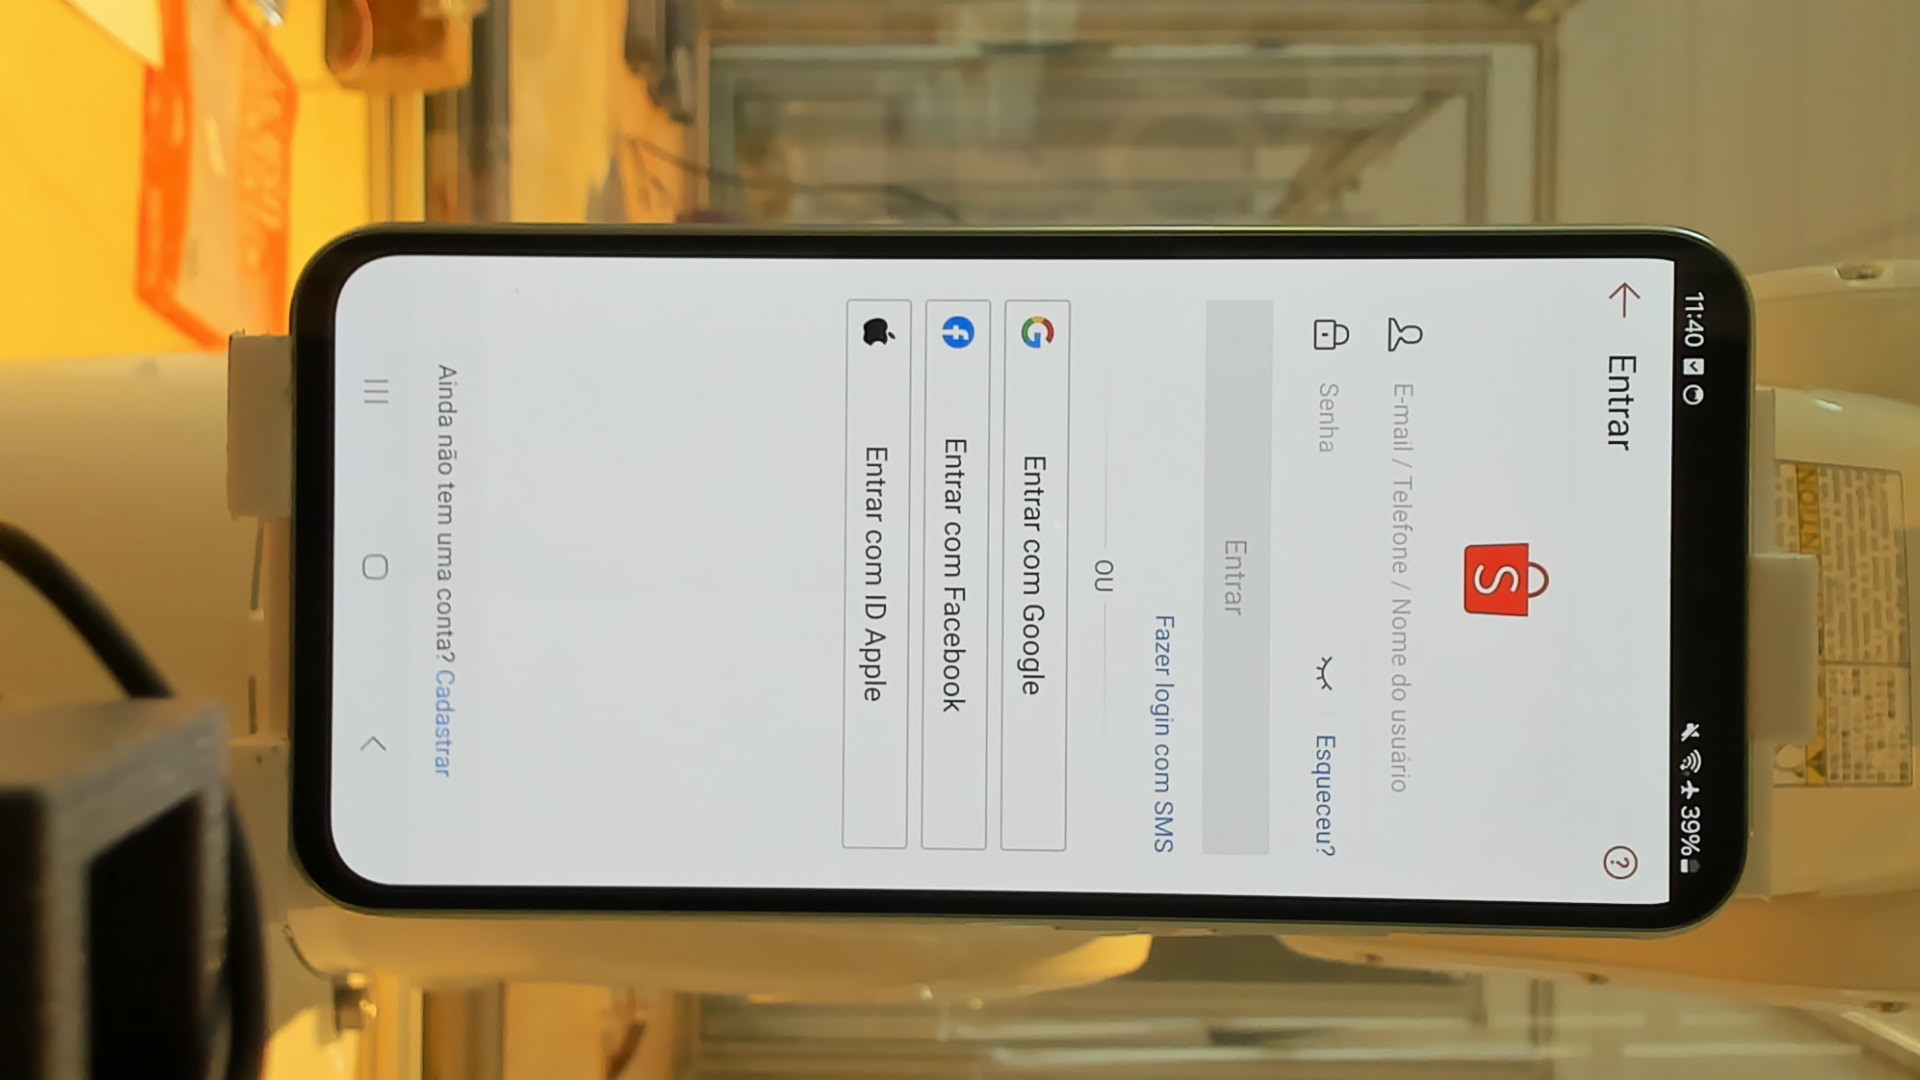 11:40
39%
Entrar
?
S
E-mail / Telefone / Nome do usuário
Senha
Esqueceu?
Entrar
Fazer login com SMS
OU
Entrar com Google
Entrar com Facebook
Entrar com ID Apple
Ainda não tem uma conta? Cadastrar